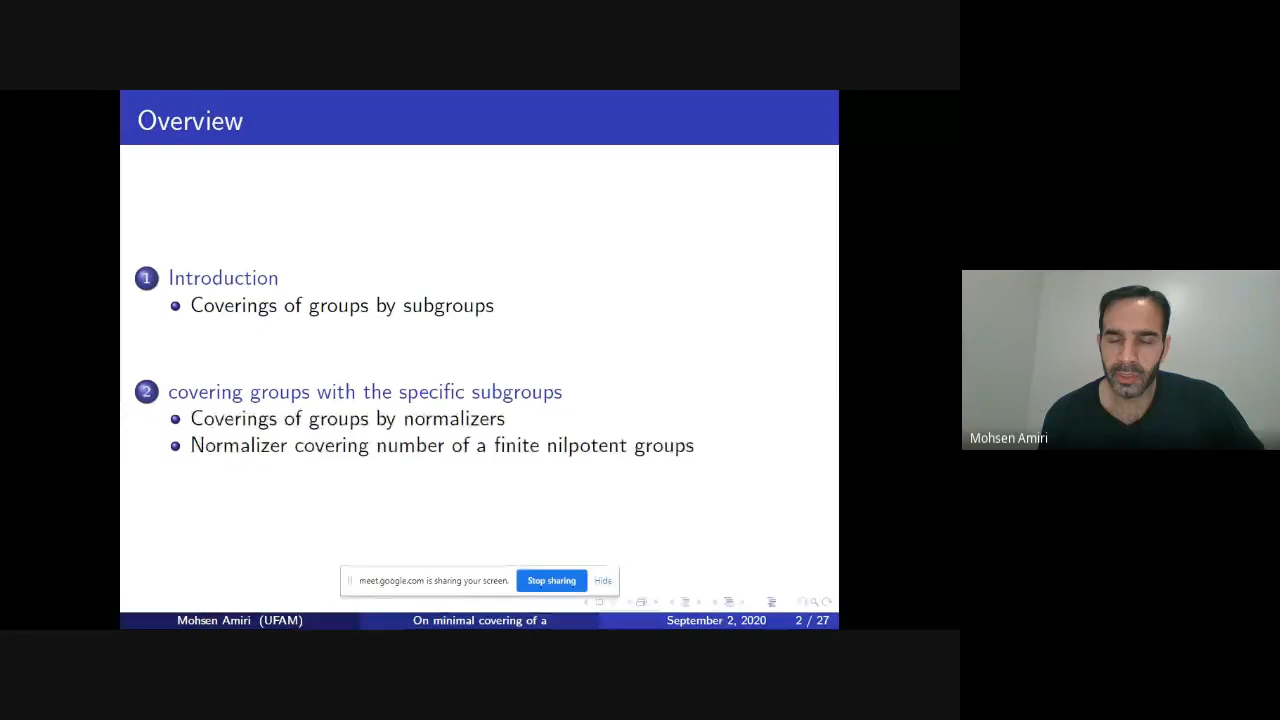 Overview
1 Introduction
Coverings of groups by subgroups
2 covering groups with the specific subgroups
Coverings of groups by normalizers
Normalizer covering number of a finite nilpotent groups
meet.google.com is sharing your screen. Stop sharing Hide
Mohsen Amiri (UFAM) On minimal covering of a September 2, 2020 2 / 27
Mohsen Amiri